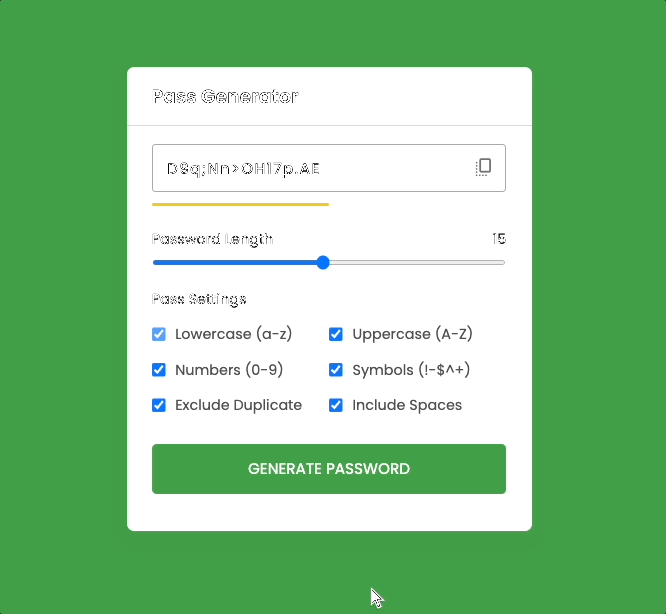 Pass Generator
D9q;Nn>OH17p.AE
Password Length 15
Pass Settings
Lowercase (a-z) Uppercase (A-Z)
Numbers (0-9) Symbols (!-$^+)
Exclude Duplicate Include Spaces
GENERATE PASSWORD